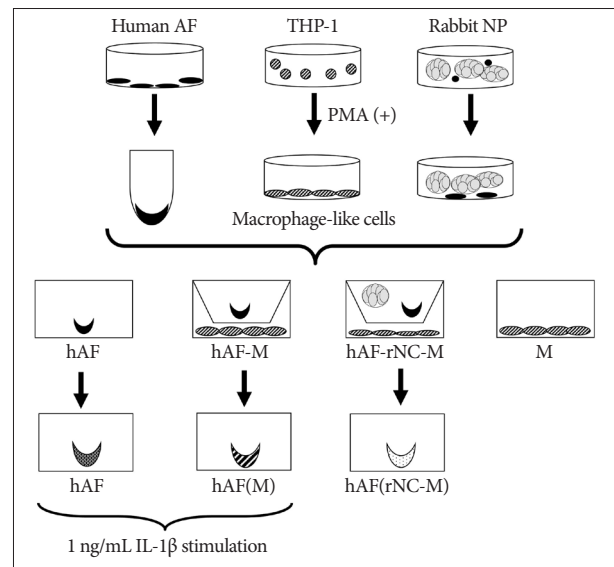 Human AF
THP-1
Rabbit NP
PMA (+)
Macrophage-like cells
hAF
hAF-M
hAF-rNC-M
M
hAF
hAF(M)
hAF(rNC-M)
1 ng/mL IL-1β stimulation